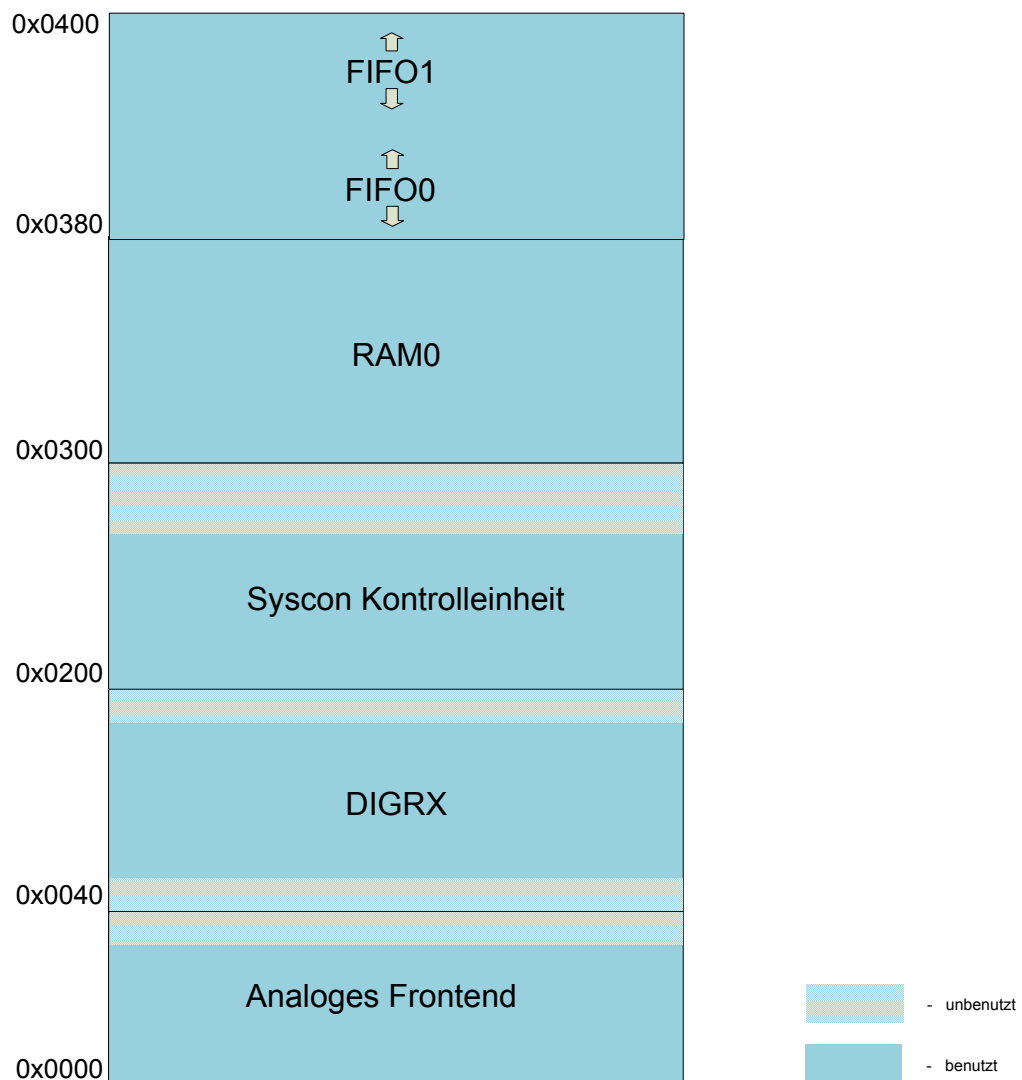 0x0400
FIFO1
FIFO0
0x0380
RAM0
0x0300
Syscon Kontrolleinheit
0x0200
DIGRX
0x0040
Analoges Frontend
- unbenutzt
0x0000
- benutzt